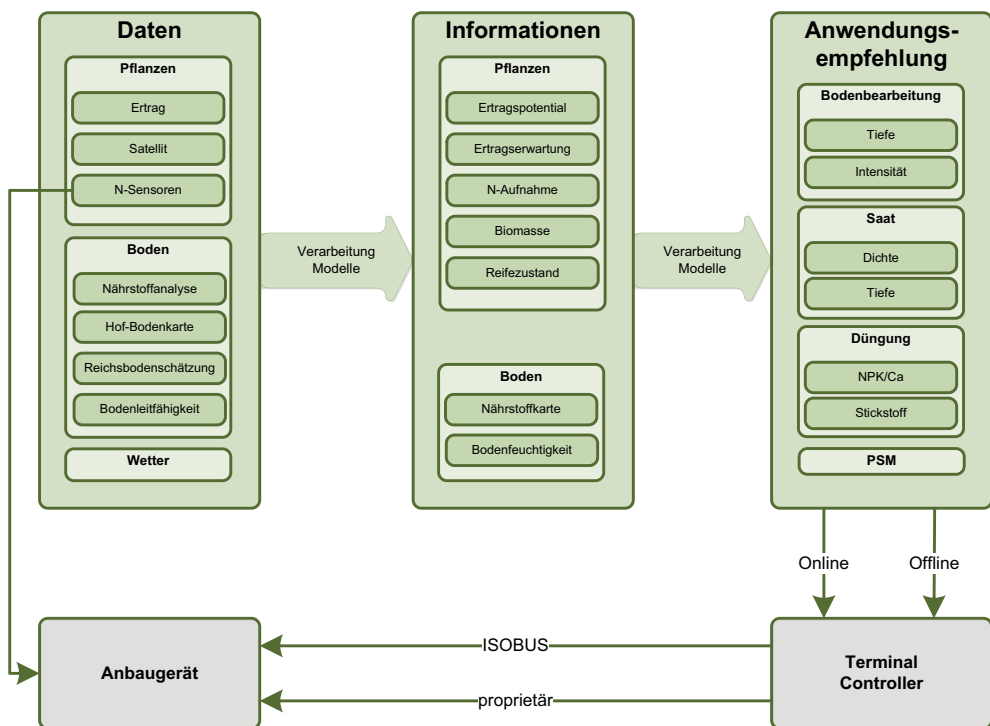 Daten
Pflanzen
Ertrag
Satellit
N-Sensoren
Boden
Nährstoffanalyse
Hof-Bodenkarte
Reichsbodenschätzung
Bodenleitfähigkeit
Wetter
Verarbeitung
Modelle
Informationen
Pflanzen
Ertragspotential
Ertragserwartung
N-Aufnahme
Biomasse
Reifezustand
Boden
Nährstoffkarte
Bodenfeuchtigkeit
Verarbeitung
Modelle
Anwendungs-
empfehlung
Bodenbearbeitung
Tiefe
Intensität
Saat
Dichte
Tiefe
Düngung
NPK/Ca
Stickstoff
PSM
Online
Offline
Anbaugerät
ISOBUS
proprietär
Terminal
Controller